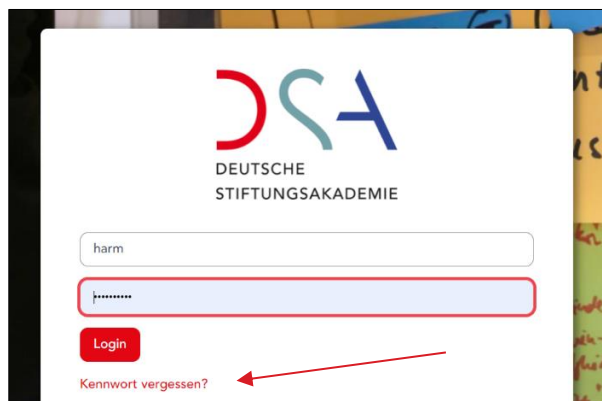 DSA
DEUTSCHE
STIFTUNGSAKADEMIE
harm
••••••••••
Login
Kennwort vergessen?